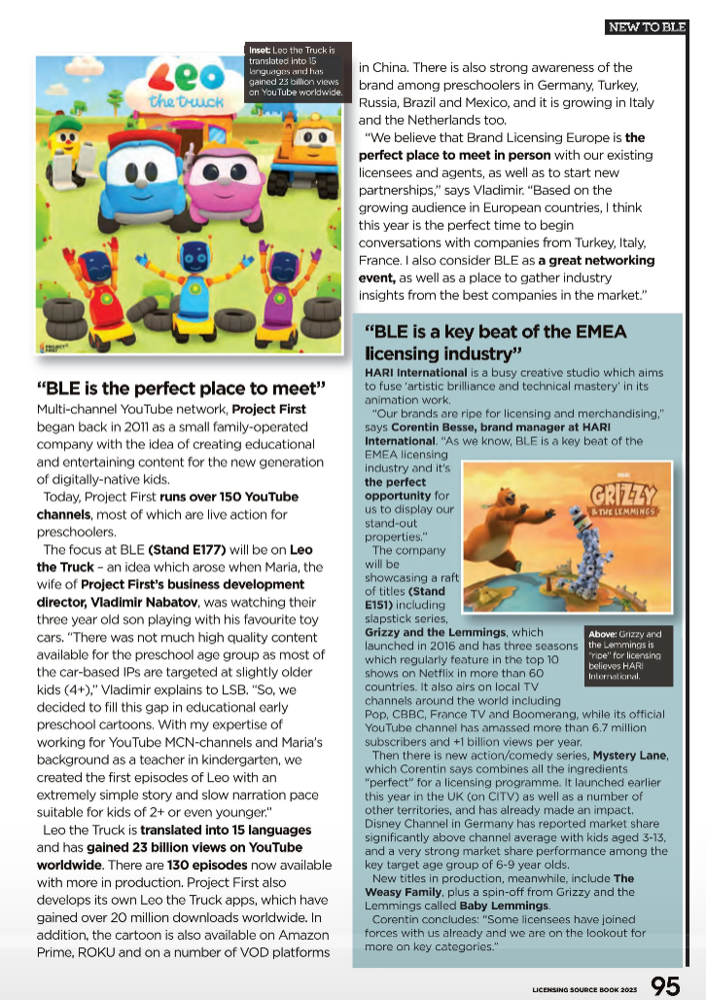 NEW TO BLE
Inset: Leo the Truck is
translated into 15
languages and has
gained 23 billion views
on YouTube worldwide.
Leo
the truck
PROJECT
FIRST
“BLE is the perfect place to meet”
Multi-channel YouTube network, Project First
began back in 2011 as a small family-operated
company with the idea of creating educational
and entertaining content for the new generation
of digitally-native kids.
Today, Project First runs over 150 YouTube
channels, most of which are live action for
preschoolers.
The focus at BLE (Stand E177) will be on Leo
the Truck – an idea which arose when Maria, the
wife of Project First’s business development
director, Vladimir Nabatov, was watching their
three year old son playing with his favourite toy
cars. “There was not much high quality content
available for the preschool age group as most of
the car-based IPs are targeted at slightly older
kids (4+),” Vladimir explains to LSB. “So, we
decided to fill this gap in educational early
preschool cartoons. With my expertise of
working for YouTube MCN-channels and Maria’s
background as a teacher in kindergarten, we
created the first episodes of Leo with an
extremely simple story and slow narration pace
suitable for kids of 2+ or even younger.”
Leo the Truck is translated into 15 languages
and has gained 23 billion views on YouTube
worldwide. There are 130 episodes now available
with more in production. Project First also
develops its own Leo the Truck apps, which have
gained over 20 million downloads worldwide. In
addition, the cartoon is also available on Amazon
Prime, ROKU and on a number of VOD platforms
in China. There is also strong awareness of the
brand among preschoolers in Germany, Turkey,
Russia, Brazil and Mexico, and it is growing in Italy
and the Netherlands too.
“We believe that Brand Licensing Europe is the
perfect place to meet in person with our existing
licensees and agents, as well as to start new
partnerships,” says Vladimir. “Based on the
growing audience in European countries, I think
this year is the perfect time to begin
conversations with companies from Turkey, Italy,
France. I also consider BLE as a great networking
event, as well as a place to gather industry
insights from the best companies in the market.”
“BLE is a key beat of the EMEA
licensing industry”
HARI International is a busy creative studio which aims
to fuse ‘artistic brilliance and technical mastery’ in its
animation work.
“Our brands are ripe for licensing and merchandising,”
says Corentin Besse, brand manager at HARI
International. “As we know, BLE is a key beat of the
EMEA licensing
industry and it’s
the perfect
opportunity for
us to display our
stand-out
properties.”
The company
will be
showcasing a raft
of titles (Stand
E151) including
slapstick series,
Grizzy and the Lemmings, which
launched in 2016 and has three seasons
which regularly feature in the top 10
shows on Netflix in more than 60
countries. It also airs on local TV
channels around the world including
Pop, CBBC, France TV and Boomerang, while its official
YouTube channel has amassed more than 6.7 million
subscribers and +1 billion views per year.
Then there is new action/comedy series, Mystery Lane,
which Corentin says combines all the ingredients
“perfect” for a licensing programme. It launched earlier
this year in the UK (on CITV) as well as a number of
other territories, and has already made an impact.
Disney Channel in Germany has reported market share
significantly above channel average with kids aged 3-13,
and a very strong market share performance among the
key target age group of 6-9 year olds.
New titles in production, meanwhile, include The
Weasy Family, plus a spin-off from Grizzy and the
Lemmings called Baby Lemmings.
Corentin concludes: “Some licensees have joined
forces with us already and we are on the lookout for
more on key categories.”
HARI
GRIZZY
& THE LEMMINGS
Above: Grizzy and
the Lemmings is
“ripe” for licensing
believes HARI
International.
LICENSING SOURCE BOOK 2023 95